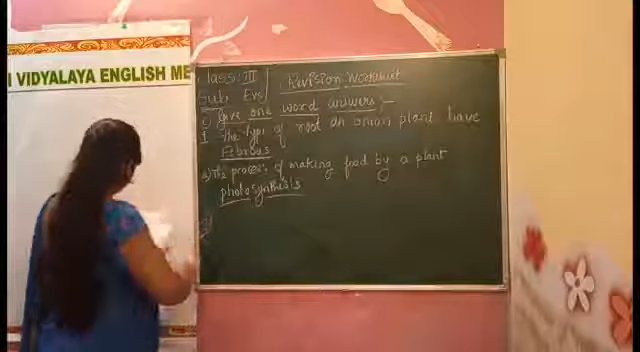 I VIDYALAYA ENGLISH ME
Class: III
Revision Worksheet
Sub: Evs
I) Give one word answers:-
1 The type of root an onion plant have
Febrous
2) The process of making food by a plant
photosynthesis